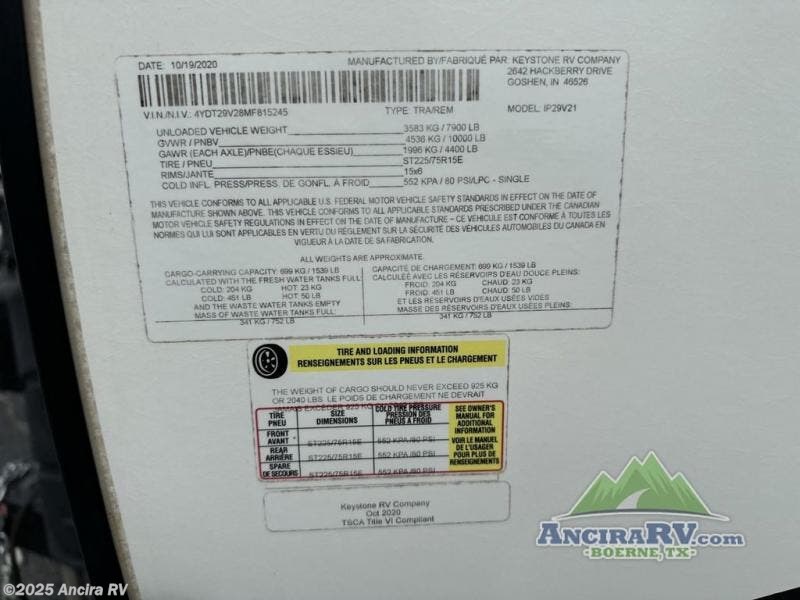 DATE: 10/19/2020
MANUFACTURED BY/FABRIQUÉ PAR: KEYSTONE RV COMPANY
2642 HACKBERRY DRIVE
GOSHEN, IN 46526
V.I.N./N.I.V.: 4YDT29V28MF815245 TYPE: TRA/REM MODEL: IP29V21
UNLOADED VEHICLE WEIGHT 3583 KG / 7900 LB
GVWR / PNBV 4536 KG / 10000 LB
GAWR (EACH AXLE)/PNBE(CHAQUE ESSIEU) 1996 KG / 4400 LB
TIRE / PNEU ST225/75R15E
RIMS/JANTE 15x6
COLD INFL. PRESS/PRESS. DE GONFL. À FROID 552 KPA / 80 PSI/LPC - SINGLE
THIS VEHICLE CONFORMS TO ALL APPLICABLE U.S. FEDERAL MOTOR VEHICLE SAFETY STANDARDS IN EFFECT ON THE DATE OF
MANUFACTURE SHOWN ABOVE. THIS VEHICLE CONFORMS TO ALL APPLICABLE STANDARDS PRESCRIBED UNDER THE CANADIAN
MOTOR VEHICLE SAFETY REGULATIONS IN EFFECT ON THE DATE OF MANUFACTURE – CE VÉHICULE EST CONFORME À TOUTES LES
NORMES QUI LUI SONT APPLICABLES EN VERTU DU RÈGLEMENT SUR LA SÉCURITÉ DES VÉHICULES AUTOMOBILES DU CANADA EN
VIGUEUR À LA DATE DE SA FABRICATION.
ALL WEIGHTS ARE APPROXIMATE.
CARGO-CARRYING CAPACITY: 699 KG / 1539 LB
CALCULATED WITH THE FRESH WATER TANKS FULL:
COLD: 204 KG HOT: 23 KG
COLD: 451 LB HOT: 50 LB
AND THE WASTE WATER TANKS EMPTY
MASS OF WASTE WATER TANKS FULL:
341 KG / 752 LB
CAPACITÉ DE CHARGEMENT: 699 KG / 1539 LB
CALCULÉE AVEC LES RÉSERVOIRS D'EAU DOUCE PLEINS:
FROID: 204 KG CHAUD: 23 KG
FROID: 451 LB CHAUD: 50 LB
ET LES RÉSERVOIRS D'EAUX USÉES VIDES
MASSE DES RÉSERVOIRS D'EAUX USÉES PLEINS:
341 KG / 752 LB
TIRE AND LOADING INFORMATION
RENSEIGNEMENTS SUR LES PNEUS ET LE CHARGEMENT
THE WEIGHT OF CARGO SHOULD NEVER EXCEED 925 KG
OR 2040 LBS. LE POIDS DE CHARGEMENT NE DEVRAIT
JAMAIS EXCÉDER 925 KG
TIRE
PNEU
SIZE
DIMENSIONS
COLD TIRE PRESSURE
PRESSION DES
PNEUS A FROID
SEE OWNER'S
MANUAL FOR
ADDITIONAL
INFORMATION
VOIR LE MANUEL
DE L'USAGER
POUR PLUS DE
RENSEIGNEMENTS
FRONT
AVANT ST225/75R15E 552 KPA /80 PSI
REAR
ARRIÈRE ST225/75R15E 552 KPA /80 PSI
SPARE
DE SECOURS ST225/75R15E 552 KPA /80 PSI
Keystone RV Company
Oct 2020
TSCA Title VI Compliant
ANCIRARV.com
BOERNE, TX
©2025 Ancira RV